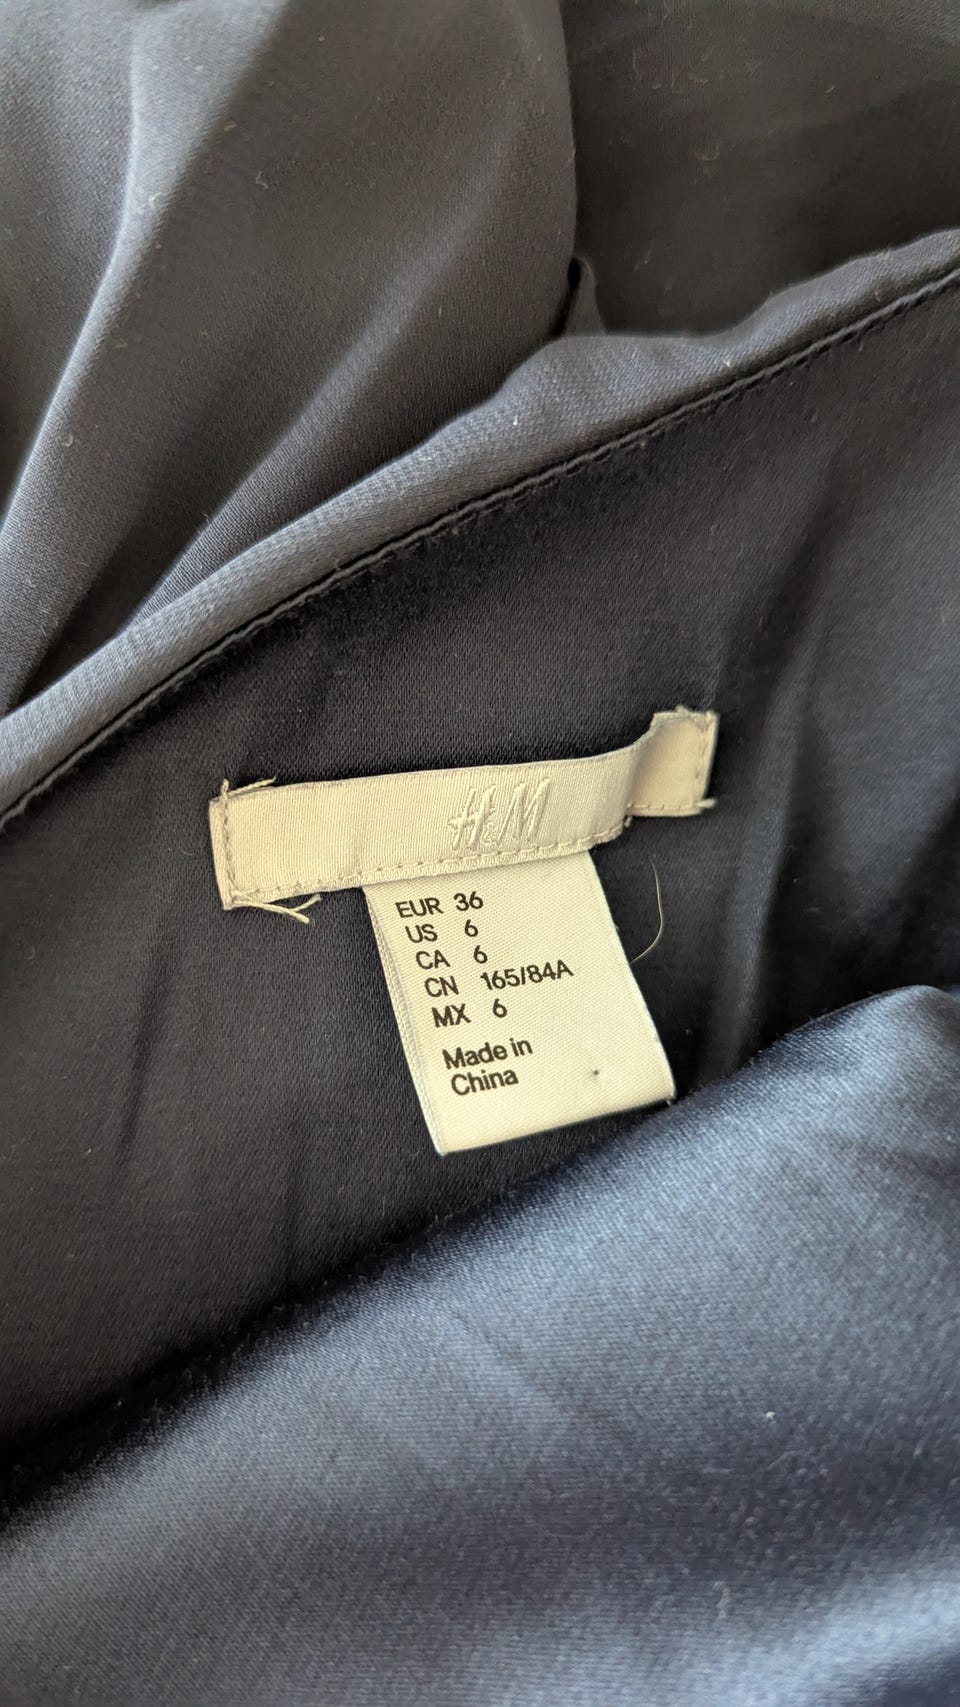 H&M
EUR 36
US 6
CA 6
CN 165/84A
MX 6
Made in
China